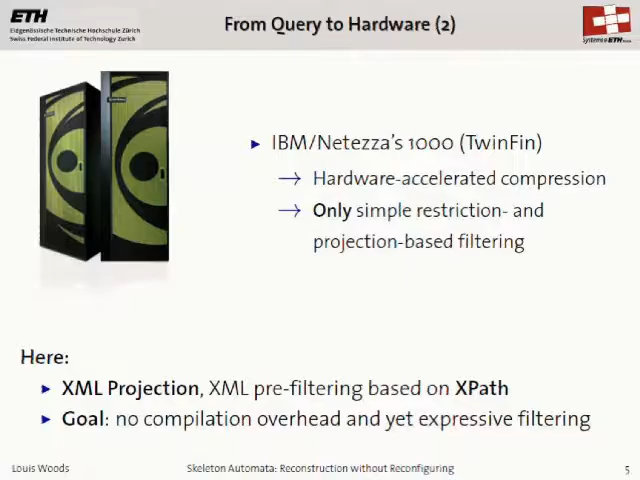 ETH
Eidgenössische Technische Hochschule Zürich
Swiss Federal Institute of Technology Zurich
From Query to Hardware (2)
Systems@ETH
IBM/Netezza's 1000 (TwinFin)
→ Hardware-accelerated compression
→ Only simple restriction- and
projection-based filtering
Here:
XML Projection, XML pre-filtering based on XPath
Goal: no compilation overhead and yet expressive filtering
Louis Woods
Skeleton Automata: Reconstruction without Reconfiguring
5